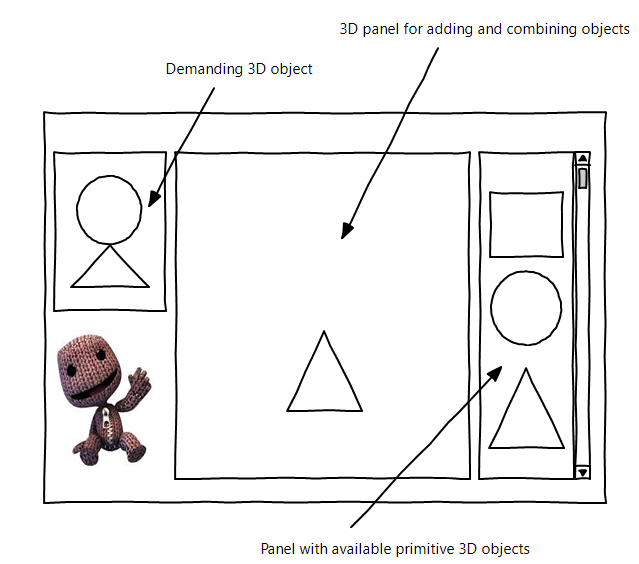 3D panel for adding and combining objects
Demanding 3D object
Panel with available primitive 3D objects